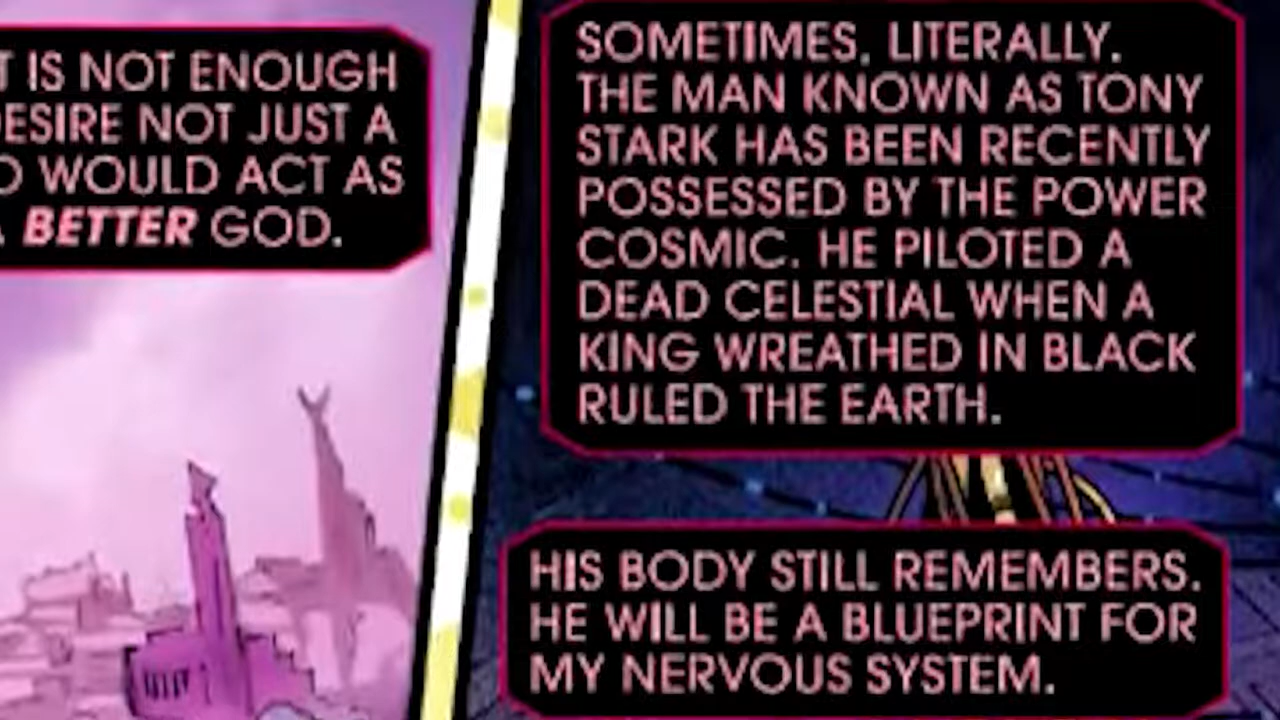 IS NOT ENOUGH
NOT JUST A
WOULD ACT AS
BETTER GOD.
SOMETIMES, LITERALLY.
THE MAN KNOWN AS TONY
STARK HAS BEEN RECENTLY
POSSESSED BY THE POWER
COSMIC. HE PILOTED A
DEAD CELESTIAL WHEN A
KING WREATHED IN BLACK
RULED THE EARTH.
HIS BODY STILL REMEMBERS.
HE WILL BE A BLUEPRINT FOR
MY NERVOUS SYSTEM.